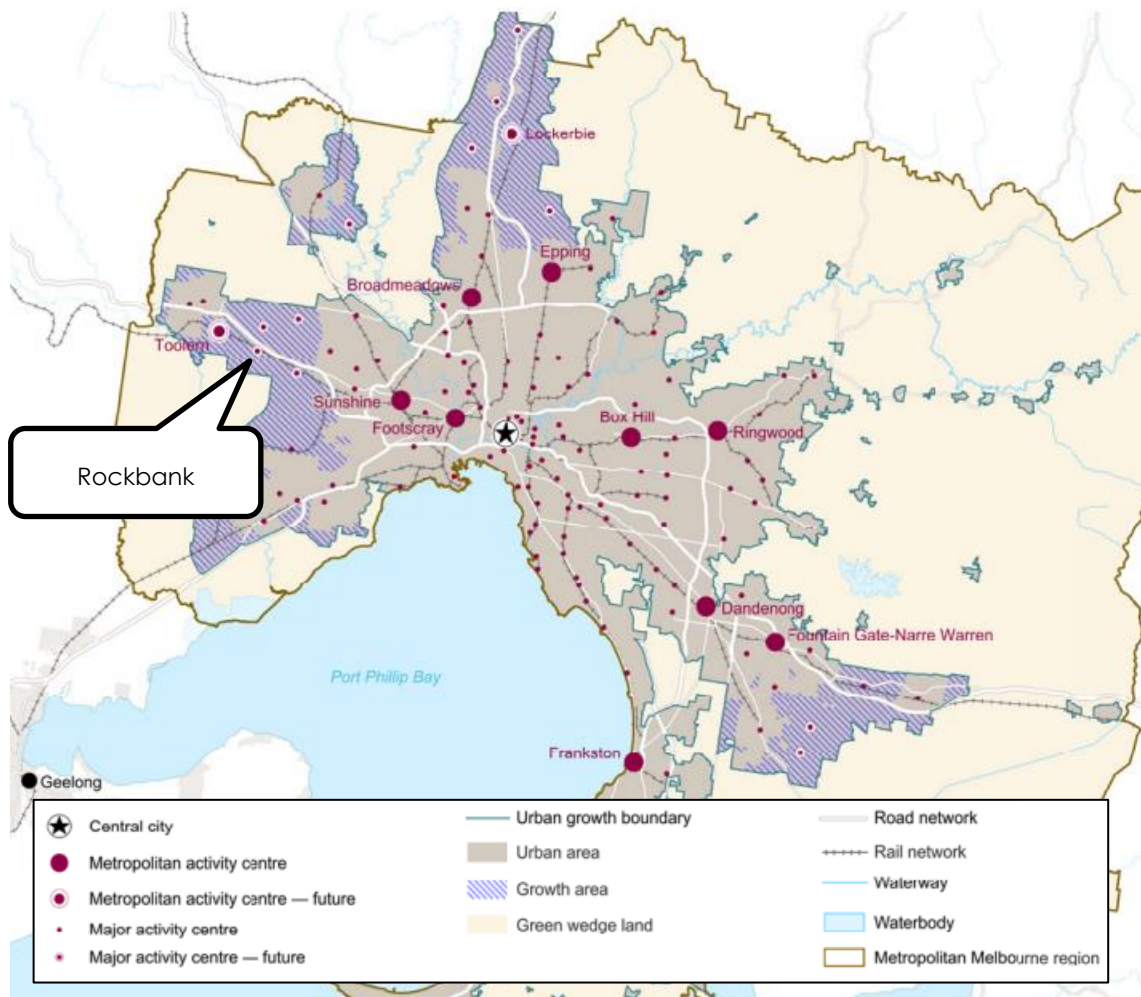 Lockerbie
Epping
Broadmeadows
Toolern
Sunshine
Footscray
Box Hill
Ringwood
Rockbank
Dandenong
Fountain Gate-Narre Warren
Port Phillip Bay
Frankston
Geelong
Central city
Metropolitan activity centre
Metropolitan activity centre — future
Major activity centre
Major activity centre — future
Urban growth boundary
Urban area
Growth area
Green wedge land
Road network
Rail network
Waterway
Waterbody
Metropolitan Melbourne region